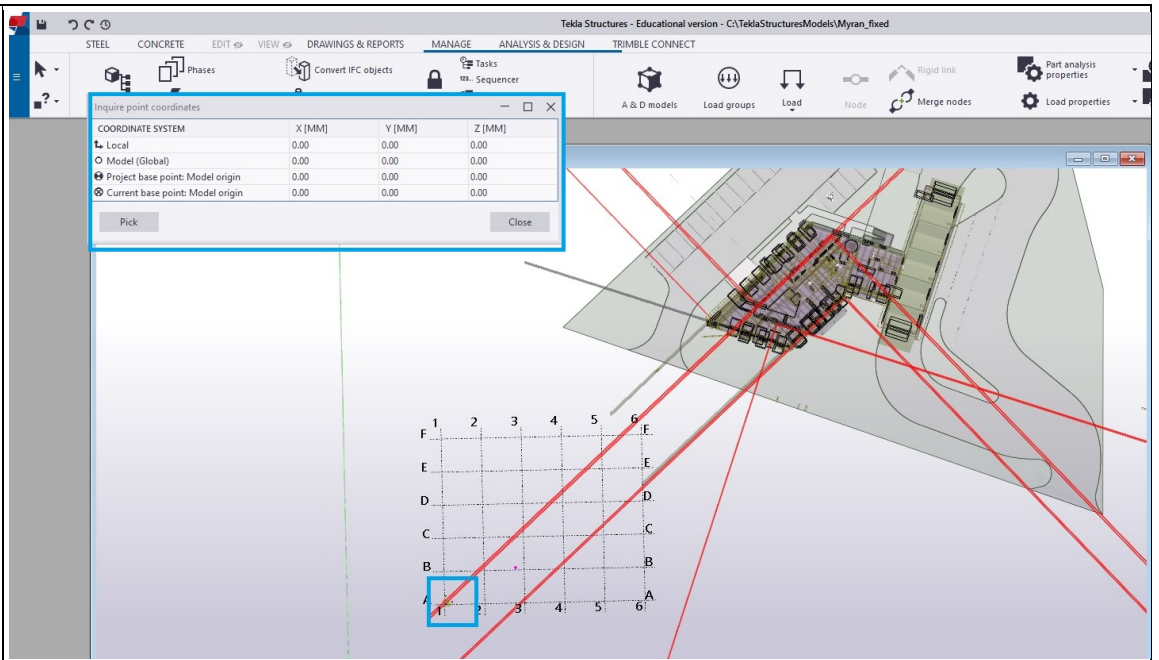 Tekla Structures - Educational version - C:\TeklaStructuresModels\Myran_fixed
STEEL CONCRETE EDIT VIEW DRAWINGS & REPORTS MANAGE ANALYSIS & DESIGN TRIMBLE CONNECT
Phases
Convert IFC objects
Tasks
123.. Sequencer
A & D models
Load groups
Load
Node
Rigid link
Merge nodes
Part analysis
properties
Load properties
Inquire point coordinates
COORDINATE SYSTEM X [MM] Y [MM] Z [MM]
Local 0.00 0.00 0.00
Model (Global) 0.00 0.00 0.00
Project base point: Model origin 0.00 0.00 0.00
Current base point: Model origin 0.00 0.00 0.00
Pick Close
1 2 3 4 5 6
F F
E E
D D
C C
B B
A A
1 2 3 4 5 6